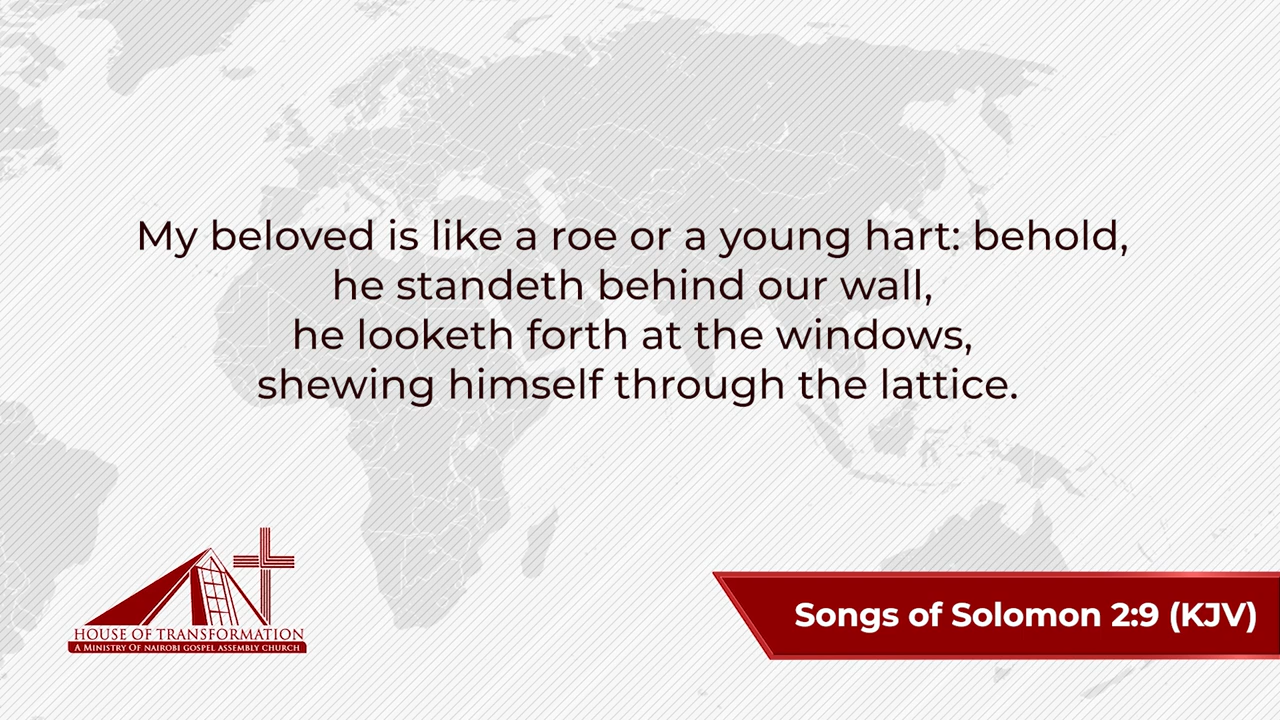 My beloved is like a roe or a young hart: behold,
he standeth behind our wall,
he looketh forth at the windows,
shewing himself through the lattice.
HOUSE OF TRANSFORMATION
A MINISTRY OF NAIROBI GOSPEL ASSEMBLY CHURCH
Songs of Solomon 2:9 (KJV)